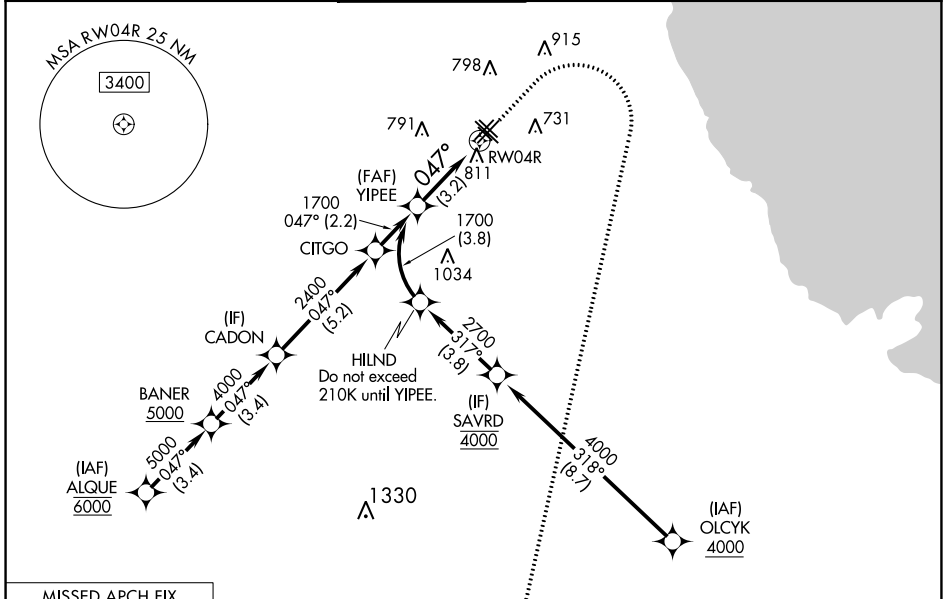 MSA RW04R 25 NM
3400
915
798
791
731
RW04R
811
047°
(3.2)
(FAF)
YIPEE
1700
047° (2.2)
1700
(3.8)
CITGO
1034
2400
047°
(5.2)
(IF)
CADON
HILND
Do not exceed
210K until YIPEE.
2700
317°
(3.8)
BANER
5000
4000
047°
(3.4)
(IF)
SAVRD
4000
5000
047°
(3.4)
(IAF)
ALQUE
6000
4000
318°
(8.7)
1330
(IAF)
OLCYK
4000
MISSED APCH FIX